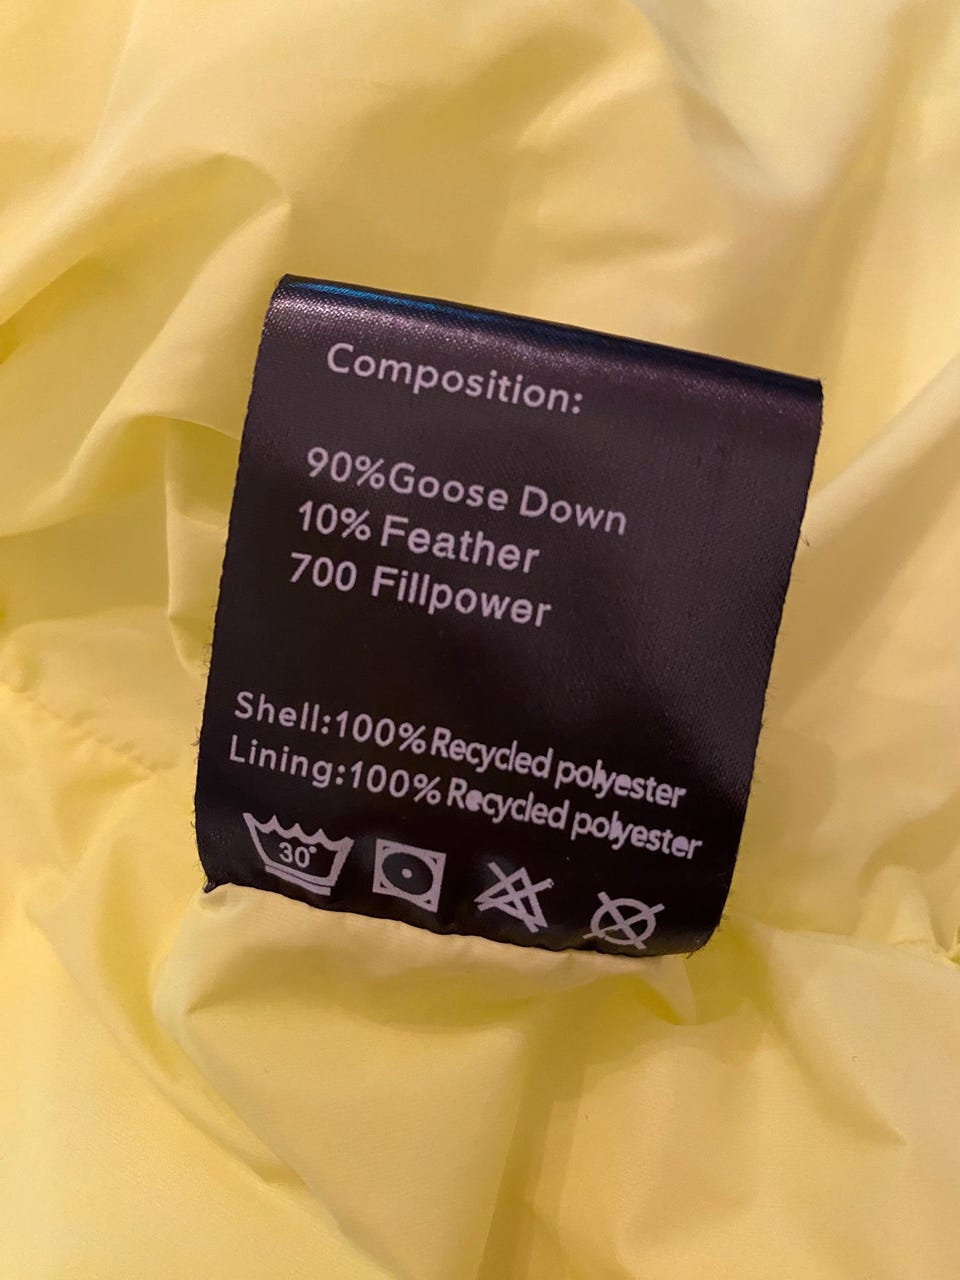 Composition:
90%Goose Down
10% Feather
700 Fillpower
Shell:100%Recycled polyester
Lining:100%Recycled polyester
30°